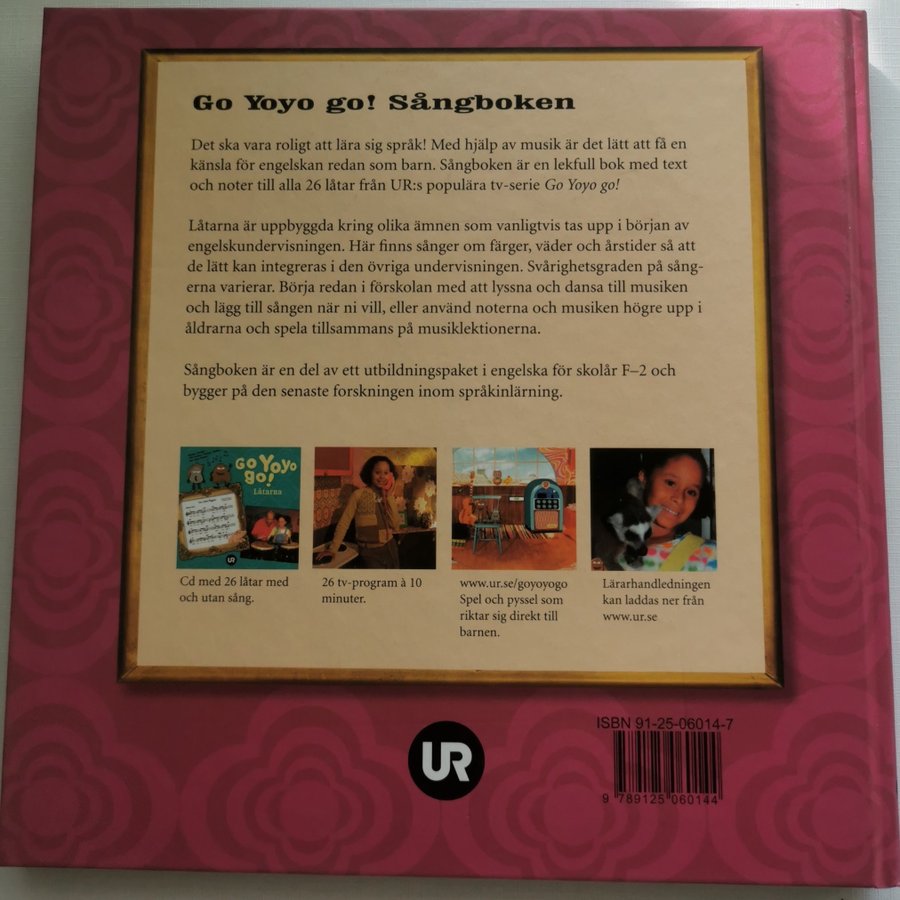 Go Yoyo go! Sångboken
Det ska vara roligt att lära sig språk! Med hjälp av musik är det lätt att få en
känsla för engelskan redan som barn. Sångboken är en lekfull bok med text
och noter till alla 26 låtar från UR:s populära tv-serie Go Yoyo go!
Låtarna är uppbyggda kring olika ämnen som vanligtvis tas upp i början av
engelskundervisningen. Här finns sånger om färger, väder och årstider så att
de lätt kan integreras i den övriga undervisningen. Svårighetsgraden på sång-
erna varierar. Börja redan i förskolan med att lyssna och dansa till musiken
och lägg till sången när ni vill, eller använd noterna och musiken högre upp i
åldrarna och spela tillsammans på musiklektionerna.
Sångboken är en del av ett utbildningspaket i engelska för skolår F–2 och
bygger på den senaste forskningen inom språkinlärning.
Go Yoyo
go!
Låtarna
UR
Cd med 26 låtar med
och utan sång.
26 tv-program à 10
minuter.
www.ur.se/goyoyogo
Spel och pyssel som
riktar sig direkt till
barnen.
Lärarhandledningen
kan laddas ner från
www.ur.se
UR
ISBN 91-25-06014-7
9 789125 060144